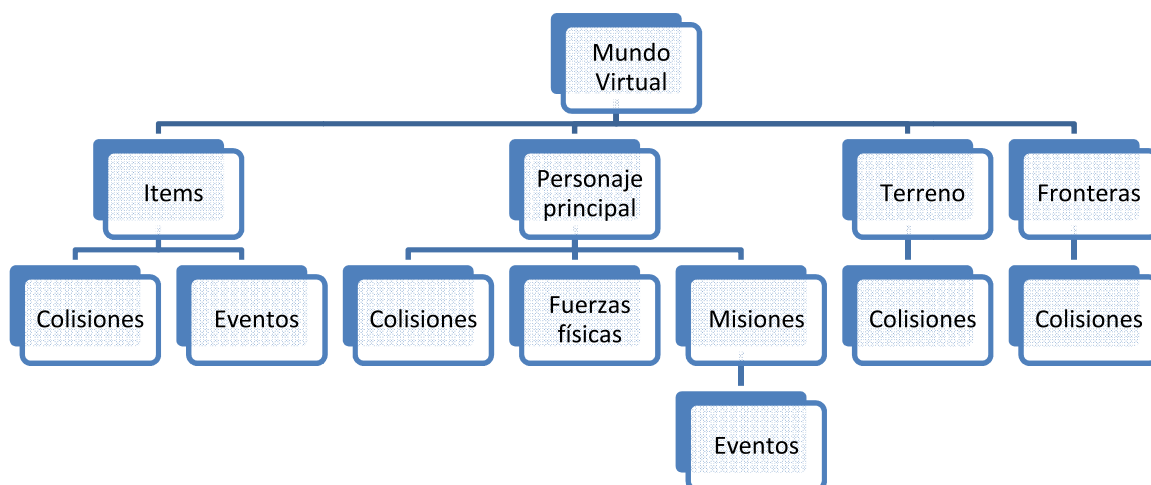 Mundo
Virtual
Items
Personaje
principal
Terreno
Fronteras
Colisiones
Eventos
Colisiones
Fuerzas
físicas
Misiones
Colisiones
Colisiones
Eventos